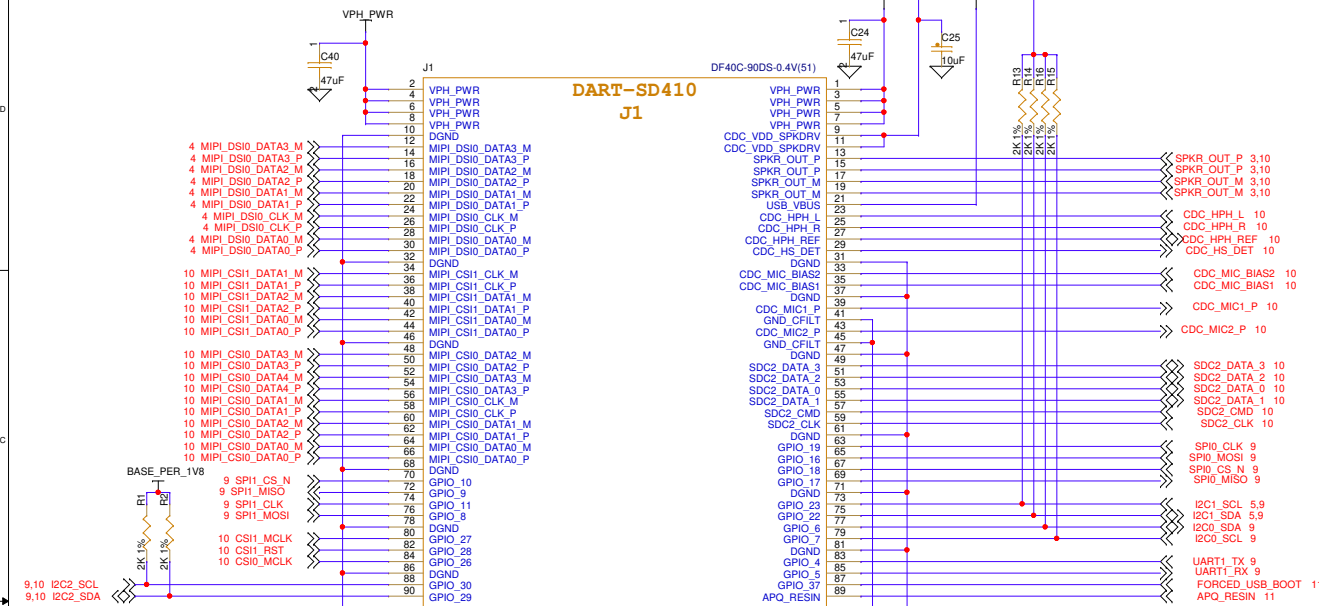 VPH_PWR
C40
1
47uF
2
C24
1
47uF
2
C25
10uF
R13
R14
R16
R15
2K 1%
2K 1%
2K 1%
2K 1%
J1
DF40C-90DS-0.4V(51)
DART-SD410
J1
2 VPH_PWR VPH_PWR 1
4 VPH_PWR VPH_PWR 3
6 VPH_PWR VPH_PWR 5
8 VPH_PWR VPH_PWR 7
10 DGND CDC_VDD_SPKDRV 9
4 MIPI_DSI0_DATA3_M 12 MIPI_DSI0_DATA3_M CDC_VDD_SPKDRV 11
4 MIPI_DSI0_DATA3_P 14 MIPI_DSI0_DATA3_P SPKR_OUT_P 13 SPKR_OUT_P 3,10
4 MIPI_DSI0_DATA2_M 16 MIPI_DSI0_DATA2_M SPKR_OUT_P 15 SPKR_OUT_P 3,10
4 MIPI_DSI0_DATA2_P 18 MIPI_DSI0_DATA2_P SPKR_OUT_M 17 SPKR_OUT_M 3,10
4 MIPI_DSI0_DATA1_M 20 MIPI_DSI0_DATA1_M SPKR_OUT_M 19 SPKR_OUT_M 3,10
4 MIPI_DSI0_DATA1_P 22 MIPI_DSI0_DATA1_P USB_VBUS 21
4 MIPI_DSI0_CLK_M 24 MIPI_DSI0_CLK_M CDC_HPH_L 23 CDC_HPH_L 10
4 MIPI_DSI0_CLK_P 26 MIPI_DSI0_CLK_P CDC_HPH_R 25 CDC_HPH_R 10
4 MIPI_DSI0_DATA0_M 28 MIPI_DSI0_DATA0_M CDC_HPH_REF 27 CDC_HPH_REF 10
4 MIPI_DSI0_DATA0_P 30 MIPI_DSI0_DATA0_P CDC_HS_DET 29 CDC_HS_DET 10
32 DGND DGND 31
10 MIPI_CSI1_DATA1_M 34 MIPI_CSI1_CLK_M CDC_MIC_BIAS2 33 CDC_MIC_BIAS2 10
10 MIPI_CSI1_DATA1_P 36 MIPI_CSI1_CLK_P CDC_MIC_BIAS1 35 CDC_MIC_BIAS1 10
10 MIPI_CSI1_DATA2_M 38 MIPI_CSI1_DATA1_M DGND 37
10 MIPI_CSI1_DATA2_P 40 MIPI_CSI1_DATA1_P CDC_MIC1_P 39 CDC_MIC1_P 10
10 MIPI_CSI1_DATA0_M 42 MIPI_CSI1_DATA0_M GND_CFILT 41
10 MIPI_CSI1_DATA0_P 44 MIPI_CSI1_DATA0_P CDC_MIC2_P 43 CDC_MIC2_P 10
46 DGND GND_CFILT 45
10 MIPI_CSI0_DATA3_M 48 MIPI_CSI0_DATA2_M DGND 47
10 MIPI_CSI0_DATA3_P 50 MIPI_CSI0_DATA2_P SDC2_DATA_3 49 SDC2_DATA_3 10
10 MIPI_CSI0_DATA4_M 52 MIPI_CSI0_DATA3_M SDC2_DATA_2 51 SDC2_DATA_2 10
10 MIPI_CSI0_DATA4_P 54 MIPI_CSI0_DATA3_P SDC2_DATA_0 53 SDC2_DATA_0 10
10 MIPI_CSI0_DATA1_M 56 MIPI_CSI0_CLK_M SDC2_DATA_1 55 SDC2_DATA_1 10
10 MIPI_CSI0_DATA1_P 58 MIPI_CSI0_CLK_P SDC2_CMD 57 SDC2_CMD 10
10 MIPI_CSI0_DATA2_M 60 MIPI_CSI0_DATA1_M SDC2_CLK 59 SDC2_CLK 10
10 MIPI_CSI0_DATA2_P 62 MIPI_CSI0_DATA1_P DGND 61
10 MIPI_CSI0_DATA0_M 64 MIPI_CSI0_DATA0_M GPIO_19 63 SPI0_CLK 9
10 MIPI_CSI0_DATA0_P 66 MIPI_CSI0_DATA0_P GPIO_16 65 SPI0_MOSI 9
68 DGND GPIO_18 67 SPI0_CS_N 9
9 SPI1_CS_N 70 GPIO_10 GPIO_17 69 SPI0_MISO 9
9 SPI1_MISO 72 GPIO_9 DGND 71
9 SPI1_CLK 74 GPIO_11 GPIO_23 73 I2C1_SCL 5,9
9 SPI1_MOSI 76 GPIO_8 GPIO_22 75 I2C1_SDA 5,9
78 DGND GPIO_6 77 I2C0_SDA 9
10 CSI1_MCLK 80 GPIO_27 GPIO_7 79 I2C0_SCL 9
10 CSI1_RST 82 GPIO_28 DGND 81
10 CSI0_MCLK 84 GPIO_26 GPIO_4 83 UART1_TX 9
86 DGND GPIO_5 85 UART1_RX 9
9,10 I2C2_SCL 88 GPIO_30 GPIO_37 87 FORCED_USB_BOOT
9,10 I2C2_SDA 90 GPIO_29 APQ_RESIN 89 APQ_RESIN 11
BASE_PER_1V8
R1
R2
2K 1%
2K 1%
D
C